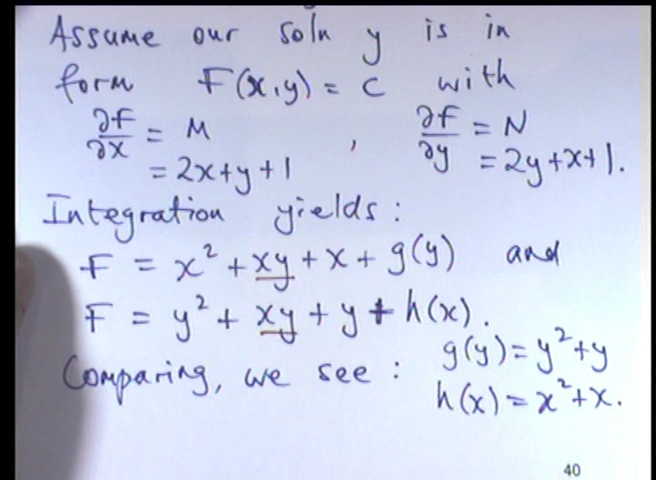 Assume our soln y is in
form F(x,y) = C with
∂F/∂x = M , ∂F/∂y = N
= 2x+y+1 = 2y+x+1.
Integration yields:
F = x² + xy + x + g(y) and
F = y² + xy + y + h(x).
Comparing, we see: g(y) = y²+y
h(x) = x²+x.
40